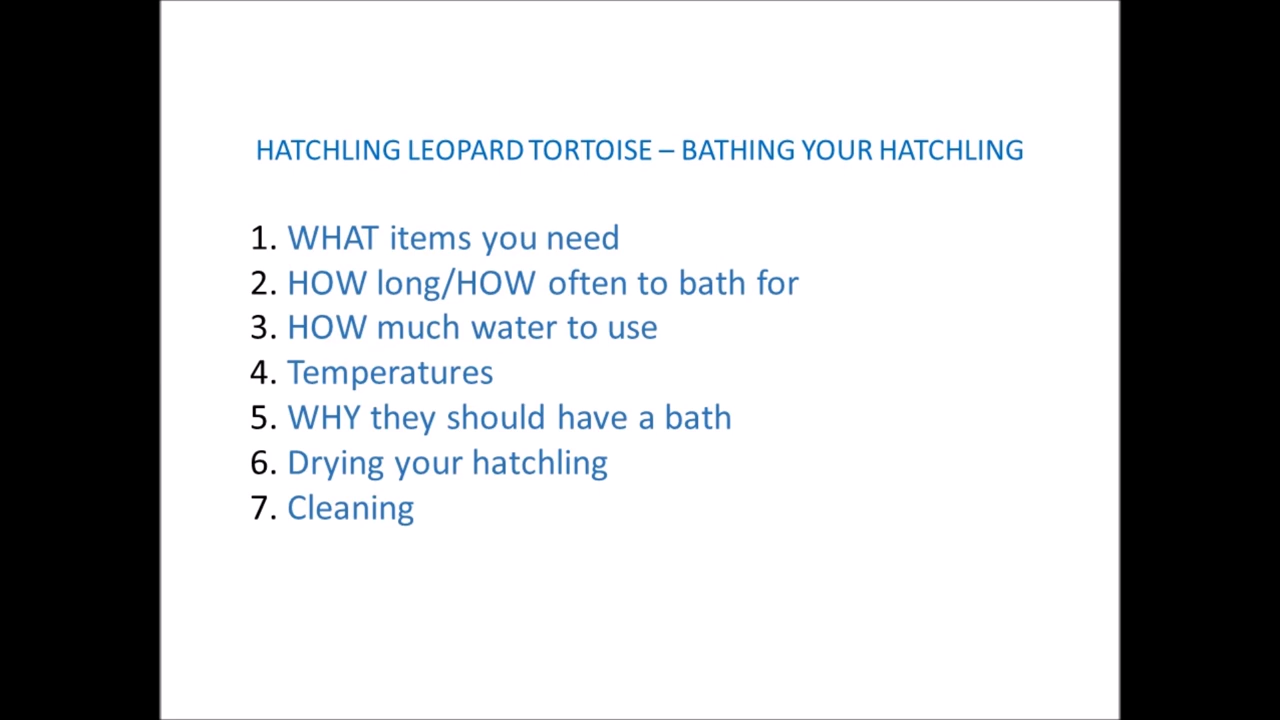 HATCHLING LEOPARD TORTOISE – BATHING YOUR HATCHLING
1. WHAT items you need
2. HOW long/HOW often to bath for
3. HOW much water to use
4. Temperatures
5. WHY they should have a bath
6. Drying your hatchling
7. Cleaning